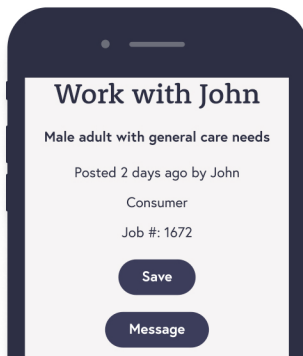 Work with John
Male adult with general care needs
Posted 2 days ago by John
Consumer
Job #: 1672
Save
Message